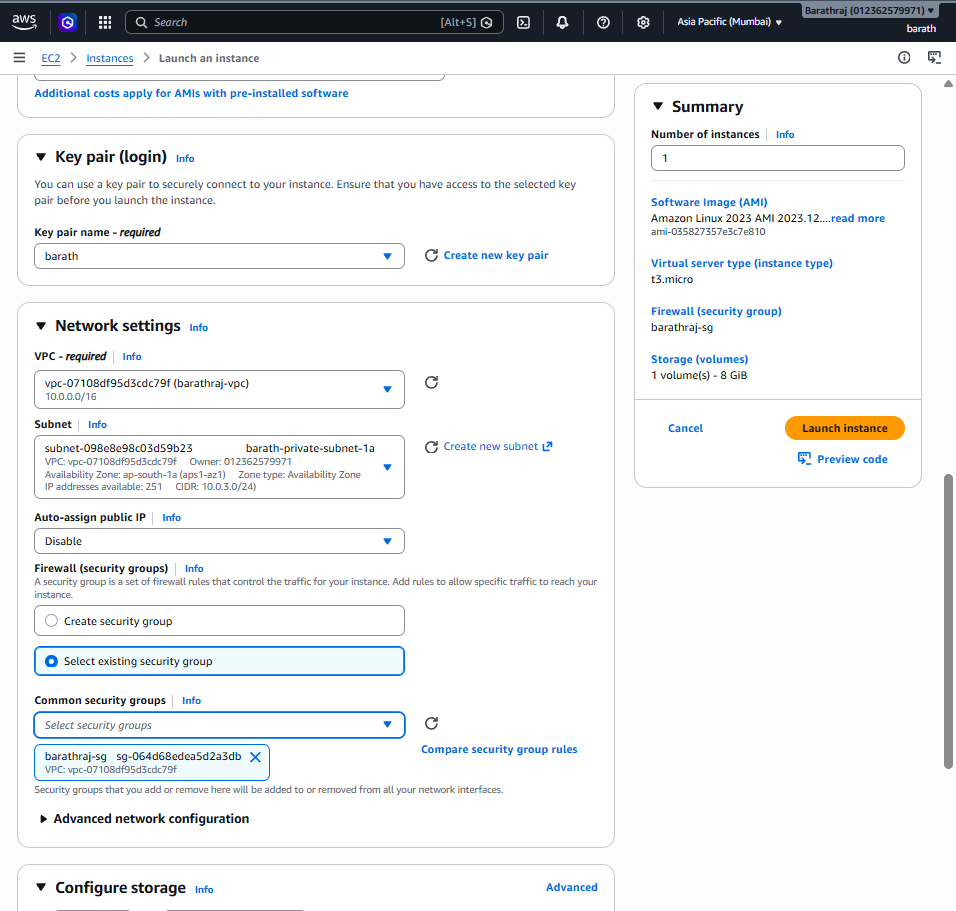 aws
Search
[Alt+S]
Asia Pacific (Mumbai)
Barathraj (012362579971)
barath
EC2
Instances
Launch an instance
Additional costs apply for AMIs with pre-installed software
Key pair (login) Info
You can use a key pair to securely connect to your instance. Ensure that you have access to the selected key
pair before you launch the instance.
Key pair name - required
barath
Create new key pair
Network settings Info
VPC - required Info
vpc-07108df95d3cdc79f (barathraj-vpc)
10.0.0.0/16
Subnet Info
subnet-098e8e98c03d59b23 barath-private-subnet-1a
VPC: vpc-07108df95d3cdc79f Owner: 012362579971
Availability Zone: ap-south-1a (aps1-az1) Zone type: Availability Zone
IP addresses available: 251 CIDR: 10.0.3.0/24)
Create new subnet
Auto-assign public IP Info
Disable
Firewall (security groups) Info
A security group is a set of firewall rules that control the traffic for your instance. Add rules to allow specific traffic to reach your
instance.
Create security group
Select existing security group
Common security groups Info
Select security groups
Compare security group rules
barathraj-sg sg-064d68edea5d2a3db
VPC: vpc-07108df95d3cdc79f
Security groups that you add or remove here will be added to or removed from all your network interfaces.
Advanced network configuration
Configure storage Info
Advanced
Summary
Number of instances Info
1
Software Image (AMI)
Amazon Linux 2023 AMI 2023.12....read more
ami-035827357e3c7e810
Virtual server type (instance type)
t3.micro
Firewall (security group)
barathraj-sg
Storage (volumes)
1 volume(s) - 8 GiB
Cancel
Launch instance
Preview code